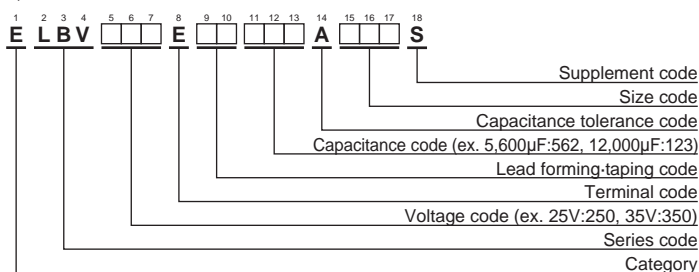 1 2 3 4 5 6 7 8 9 10 11 12 13 14 15 16 17 18
E L B V □□□ E □□ □□□ A □□□ S
Supplement code
Size code
Capacitance tolerance code
Capacitance code (ex. 5,600µF:562, 12,000µF:123)
Lead forming·taping code
Terminal code
Voltage code (ex. 25V:250, 35V:350)
Series code
Category